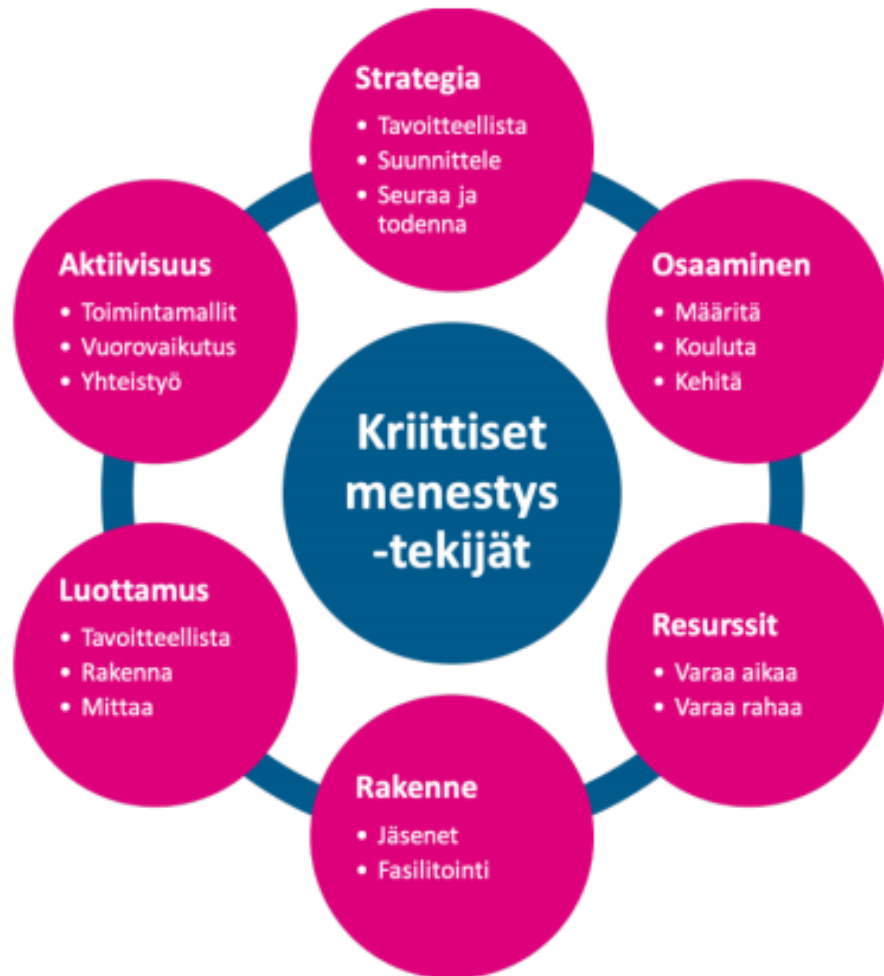 Strategia
• Tavoitteellista
• Suunnittele
• Seuraa ja
todenna
Osaaminen
• Määritä
• Kouluta
• Kehitä
Resurssit
• Varaa aikaa
• Varaa rahaa
Rakenne
• Jäsenet
• Fasilitointi
Luottamus
• Tavoitteellista
• Rakenna
• Mittaa
Aktiivisuus
• Toimintamallit
• Vuorovaikutus
• Yhteistyö
Kriittiset
menestys
-tekijät